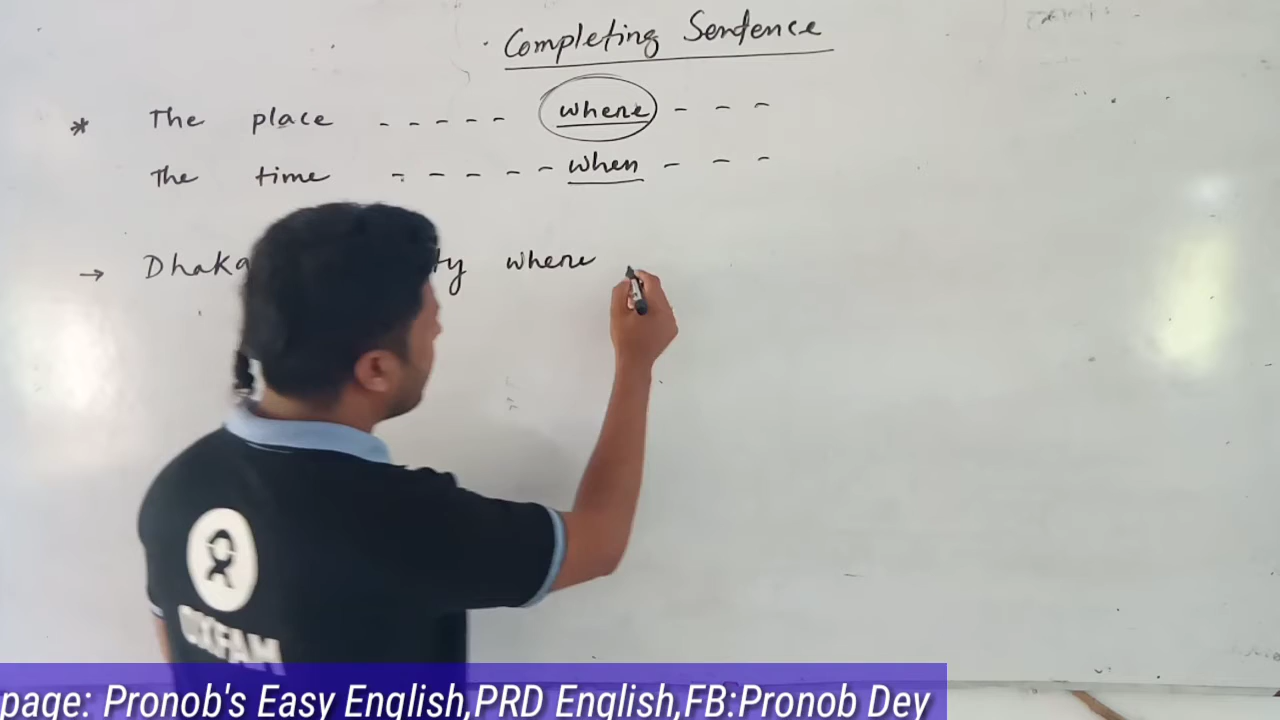 Completing Sentence
* The place - - - - - where - - -
The time - - - - - when - - -
→ Dhaka ty where
OXFAM
page: Pronob's Easy English,PRD English,FB:Pronob Dey